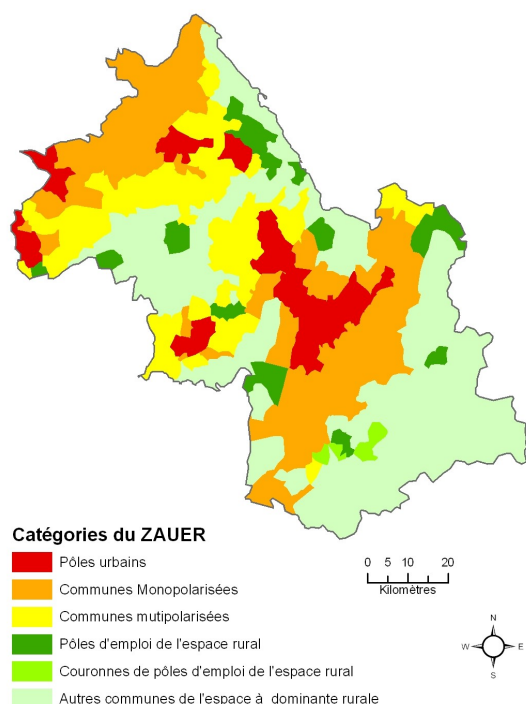 Catégories du ZAUER
Pôles urbains
Communes Monopolarisées
Communes mutipolarisées
Pôles d'emploi de l'espace rural
Couronnes de pôles d'emploi de l'espace rural
Autres communes de l'espace à dominante rurale
0 5 10 20
Kilomètres
N
W E
S